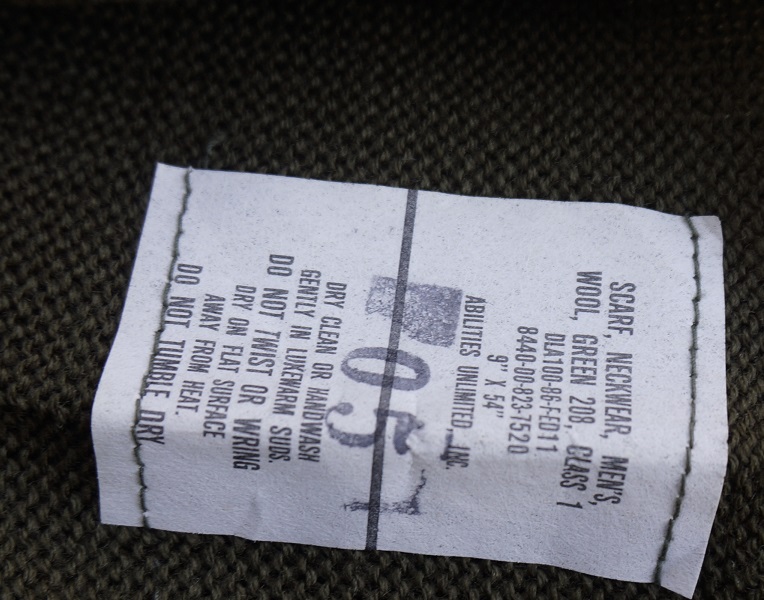 SCARF, NECKWEAR, MEN'S,
WOOL, GREEN 208, CLASS 1
DLA100-86-F-ED11
8440-00-823-7520
9" X 54"
ABILITIES UNLIMITED, INC.
05
DRY CLEAN OR HANDWASH
GENTLY IN LUKEWARM SUDS.
DO NOT TWIST OR WRING
DRY ON FLAT SURFACE
AWAY FROM HEAT.
DO NOT TUMBLE DRY